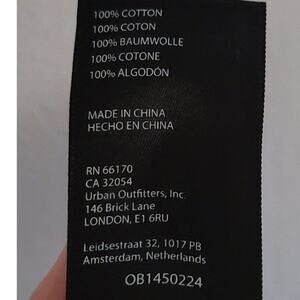 100% COTTON
100% COTON
100% BAUMWOLLE
100% COTONE
100% ALGODÓN
MADE IN CHINA
HECHO EN CHINA
RN 66170
CA 32054
Urban Outfitters, Inc.
146 Brick Lane
LONDON, E1 6RU
Leidsestraat 32, 1017 PB
Amsterdam, Netherlands
OB1450224